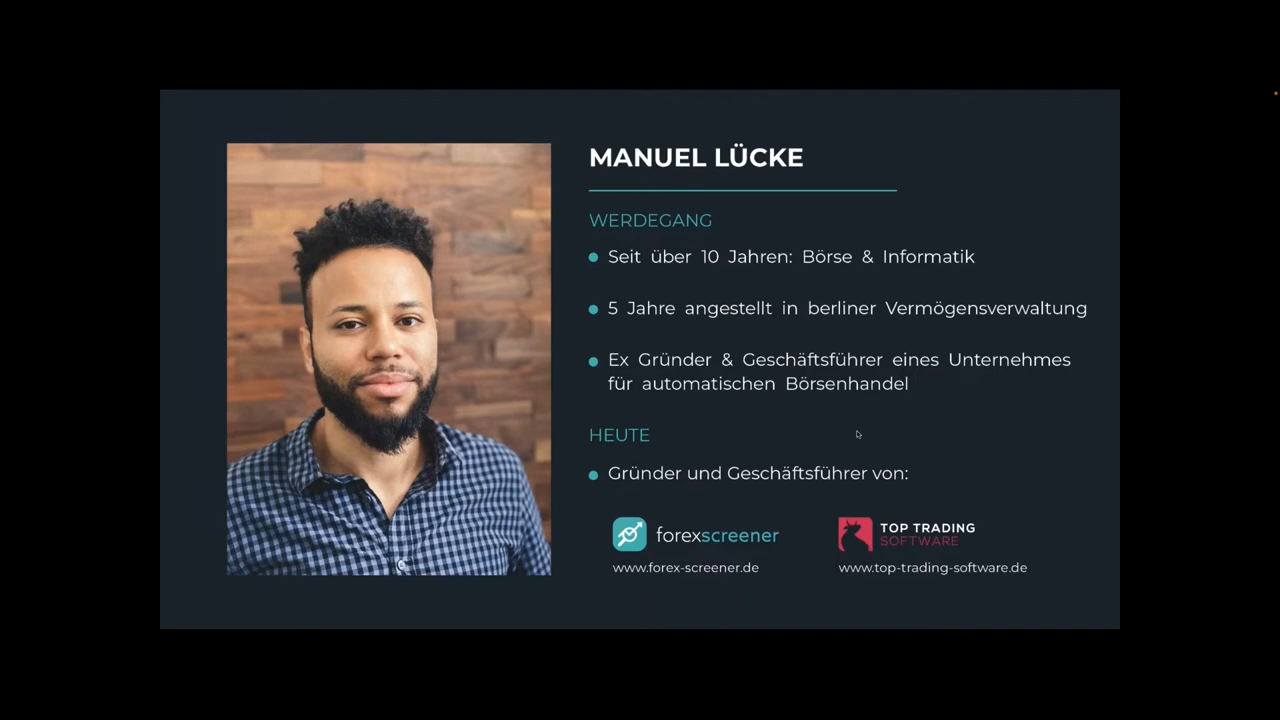 MANUEL LÜCKE
WERDEGANG
Seit über 10 Jahren: Börse & Informatik
5 Jahre angestellt in berliner Vermögensverwaltung
Ex Gründer & Geschäftsführer eines Unternehmes
für automatischen Börsenhandel
HEUTE
Gründer und Geschäftsführer von:
forexscreener
www.forex-screener.de
TOP TRADING
SOFTWARE
www.top-trading-software.de